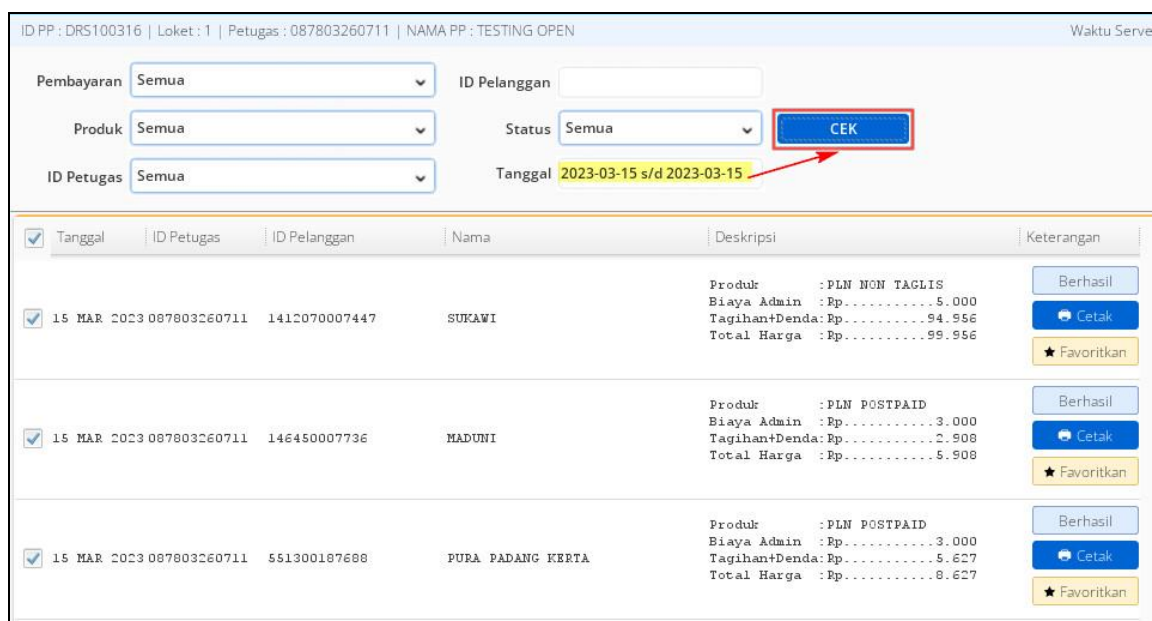 ID PP : DRS100316 | Loket : 1 | Petugas : 087803260711 | NAMA PP : TESTING OPEN Waktu Serve
Pembayaran Semua ID Pelanggan
Produk Semua Status Semua CEK
ID Petugas Semua Tanggal 2023-03-15 s/d 2023-03-15
Tanggal ID Petugas ID Pelanggan Nama Deskripsi Keterangan
Produk :PLN NON TAGLIS Berhasil
Biaya Admin :Rp...........5.000
15 MAR 2023 087803260711 1412070007447 SUKAWI Tagihan+Denda:Rp..........94.956 Cetak
Total Harga :Rp..........99.956
Favoritkan
Produk :PLN POSTPAID Berhasil
Biaya Admin :Rp...........3.000
15 MAR 2023 087803260711 146450007736 MADUNI Tagihan+Denda:Rp...........2.908 Cetak
Total Harga :Rp...........5.908
Favoritkan
Produk :PLN POSTPAID Berhasil
Biaya Admin :Rp...........3.000
15 MAR 2023 087803260711 551300187688 PURA PADANG KERTA Tagihan+Denda:Rp...........5.627 Cetak
Total Harga :Rp...........8.627
Favoritkan